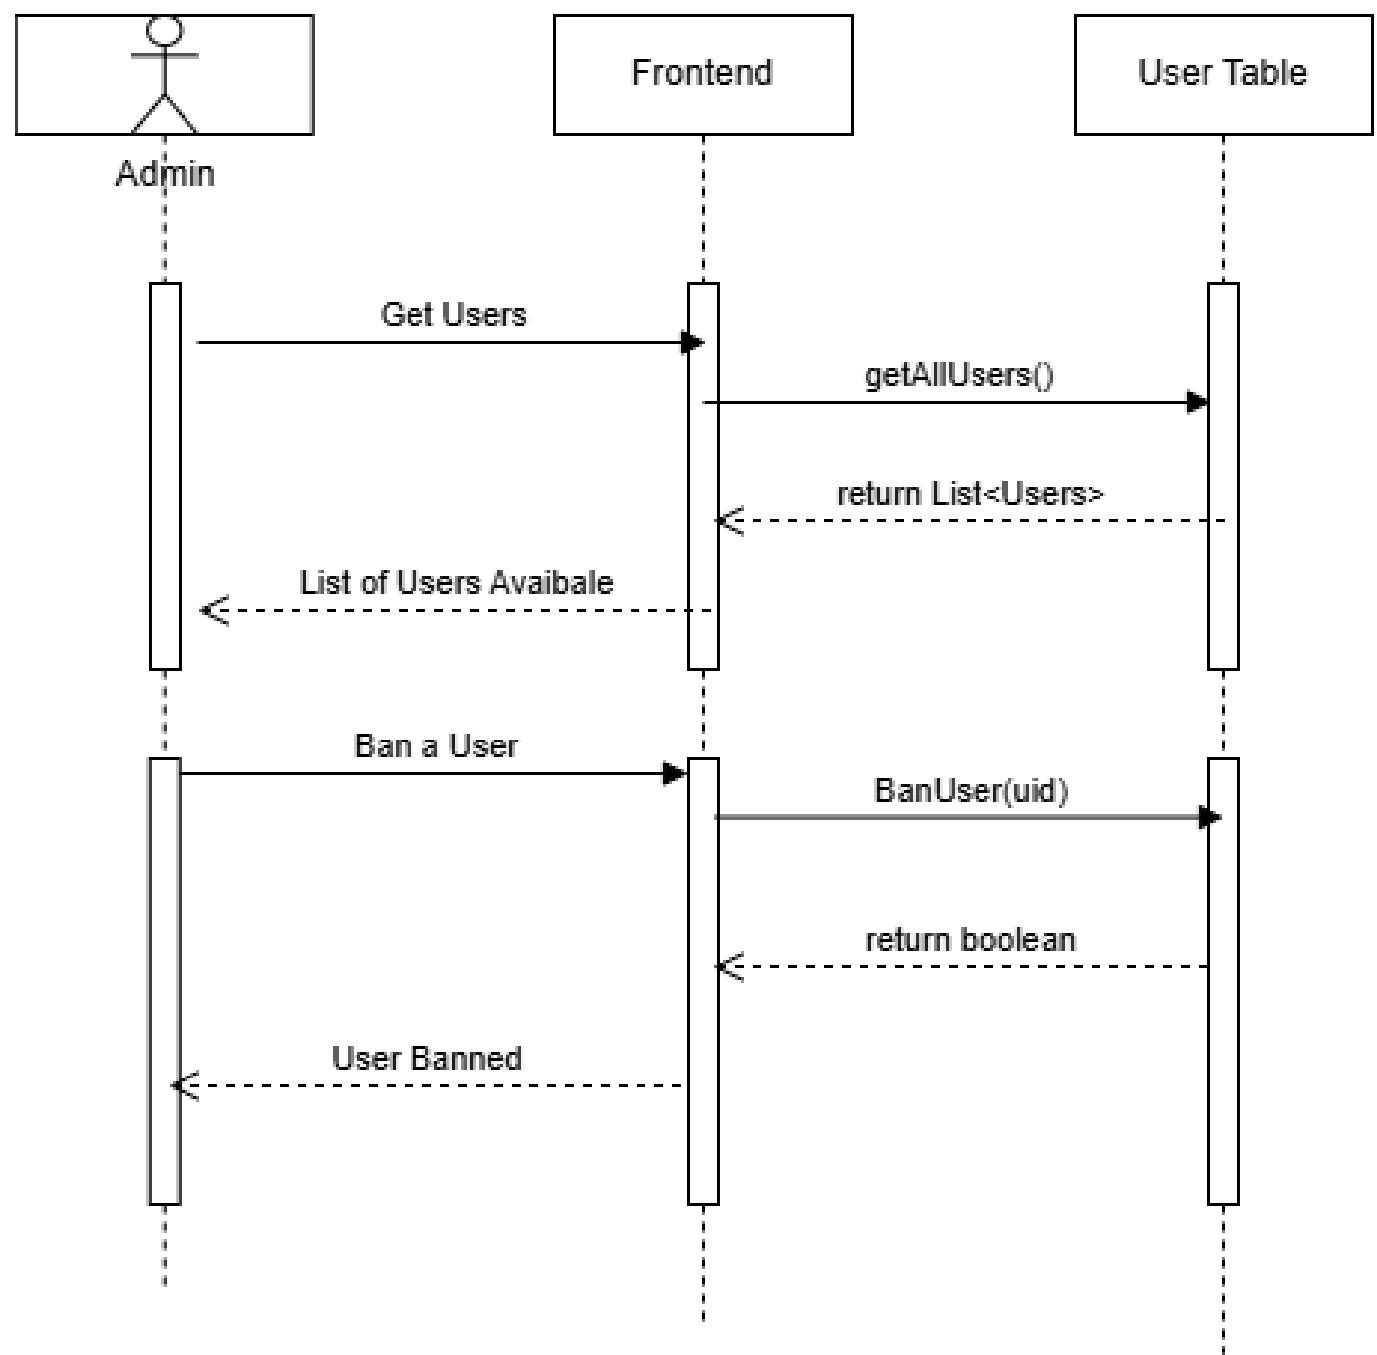 Frontend
User Table
Admin
Get Users
getAllUsers()
return List<Users>
List of Users Avaibale
Ban a User
BanUser(uid)
return boolean
User Banned